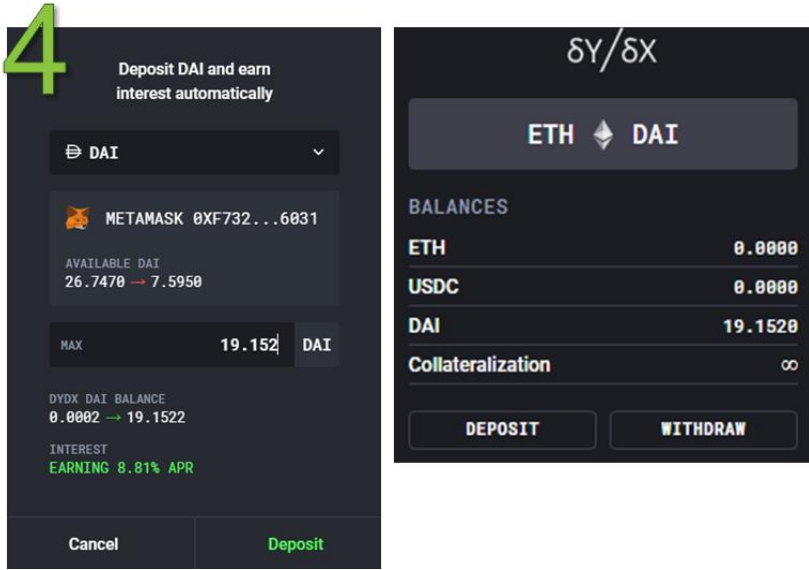 4
Deposit DAI and earn
interest automatically
DAI
METAMASK 0XF732...6031
AVAILABLE DAI
26.7470 → 7.5950
MAX 19.152 DAI
DYDX DAI BALANCE
0.0002 → 19.1522
INTEREST
EARNING 8.81% APR
Cancel Deposit
δY/δX
ETH DAI
BALANCES
ETH 0.0000
USDC 0.0000
DAI 19.1520
Collateralization ∞
DEPOSIT WITHDRAW